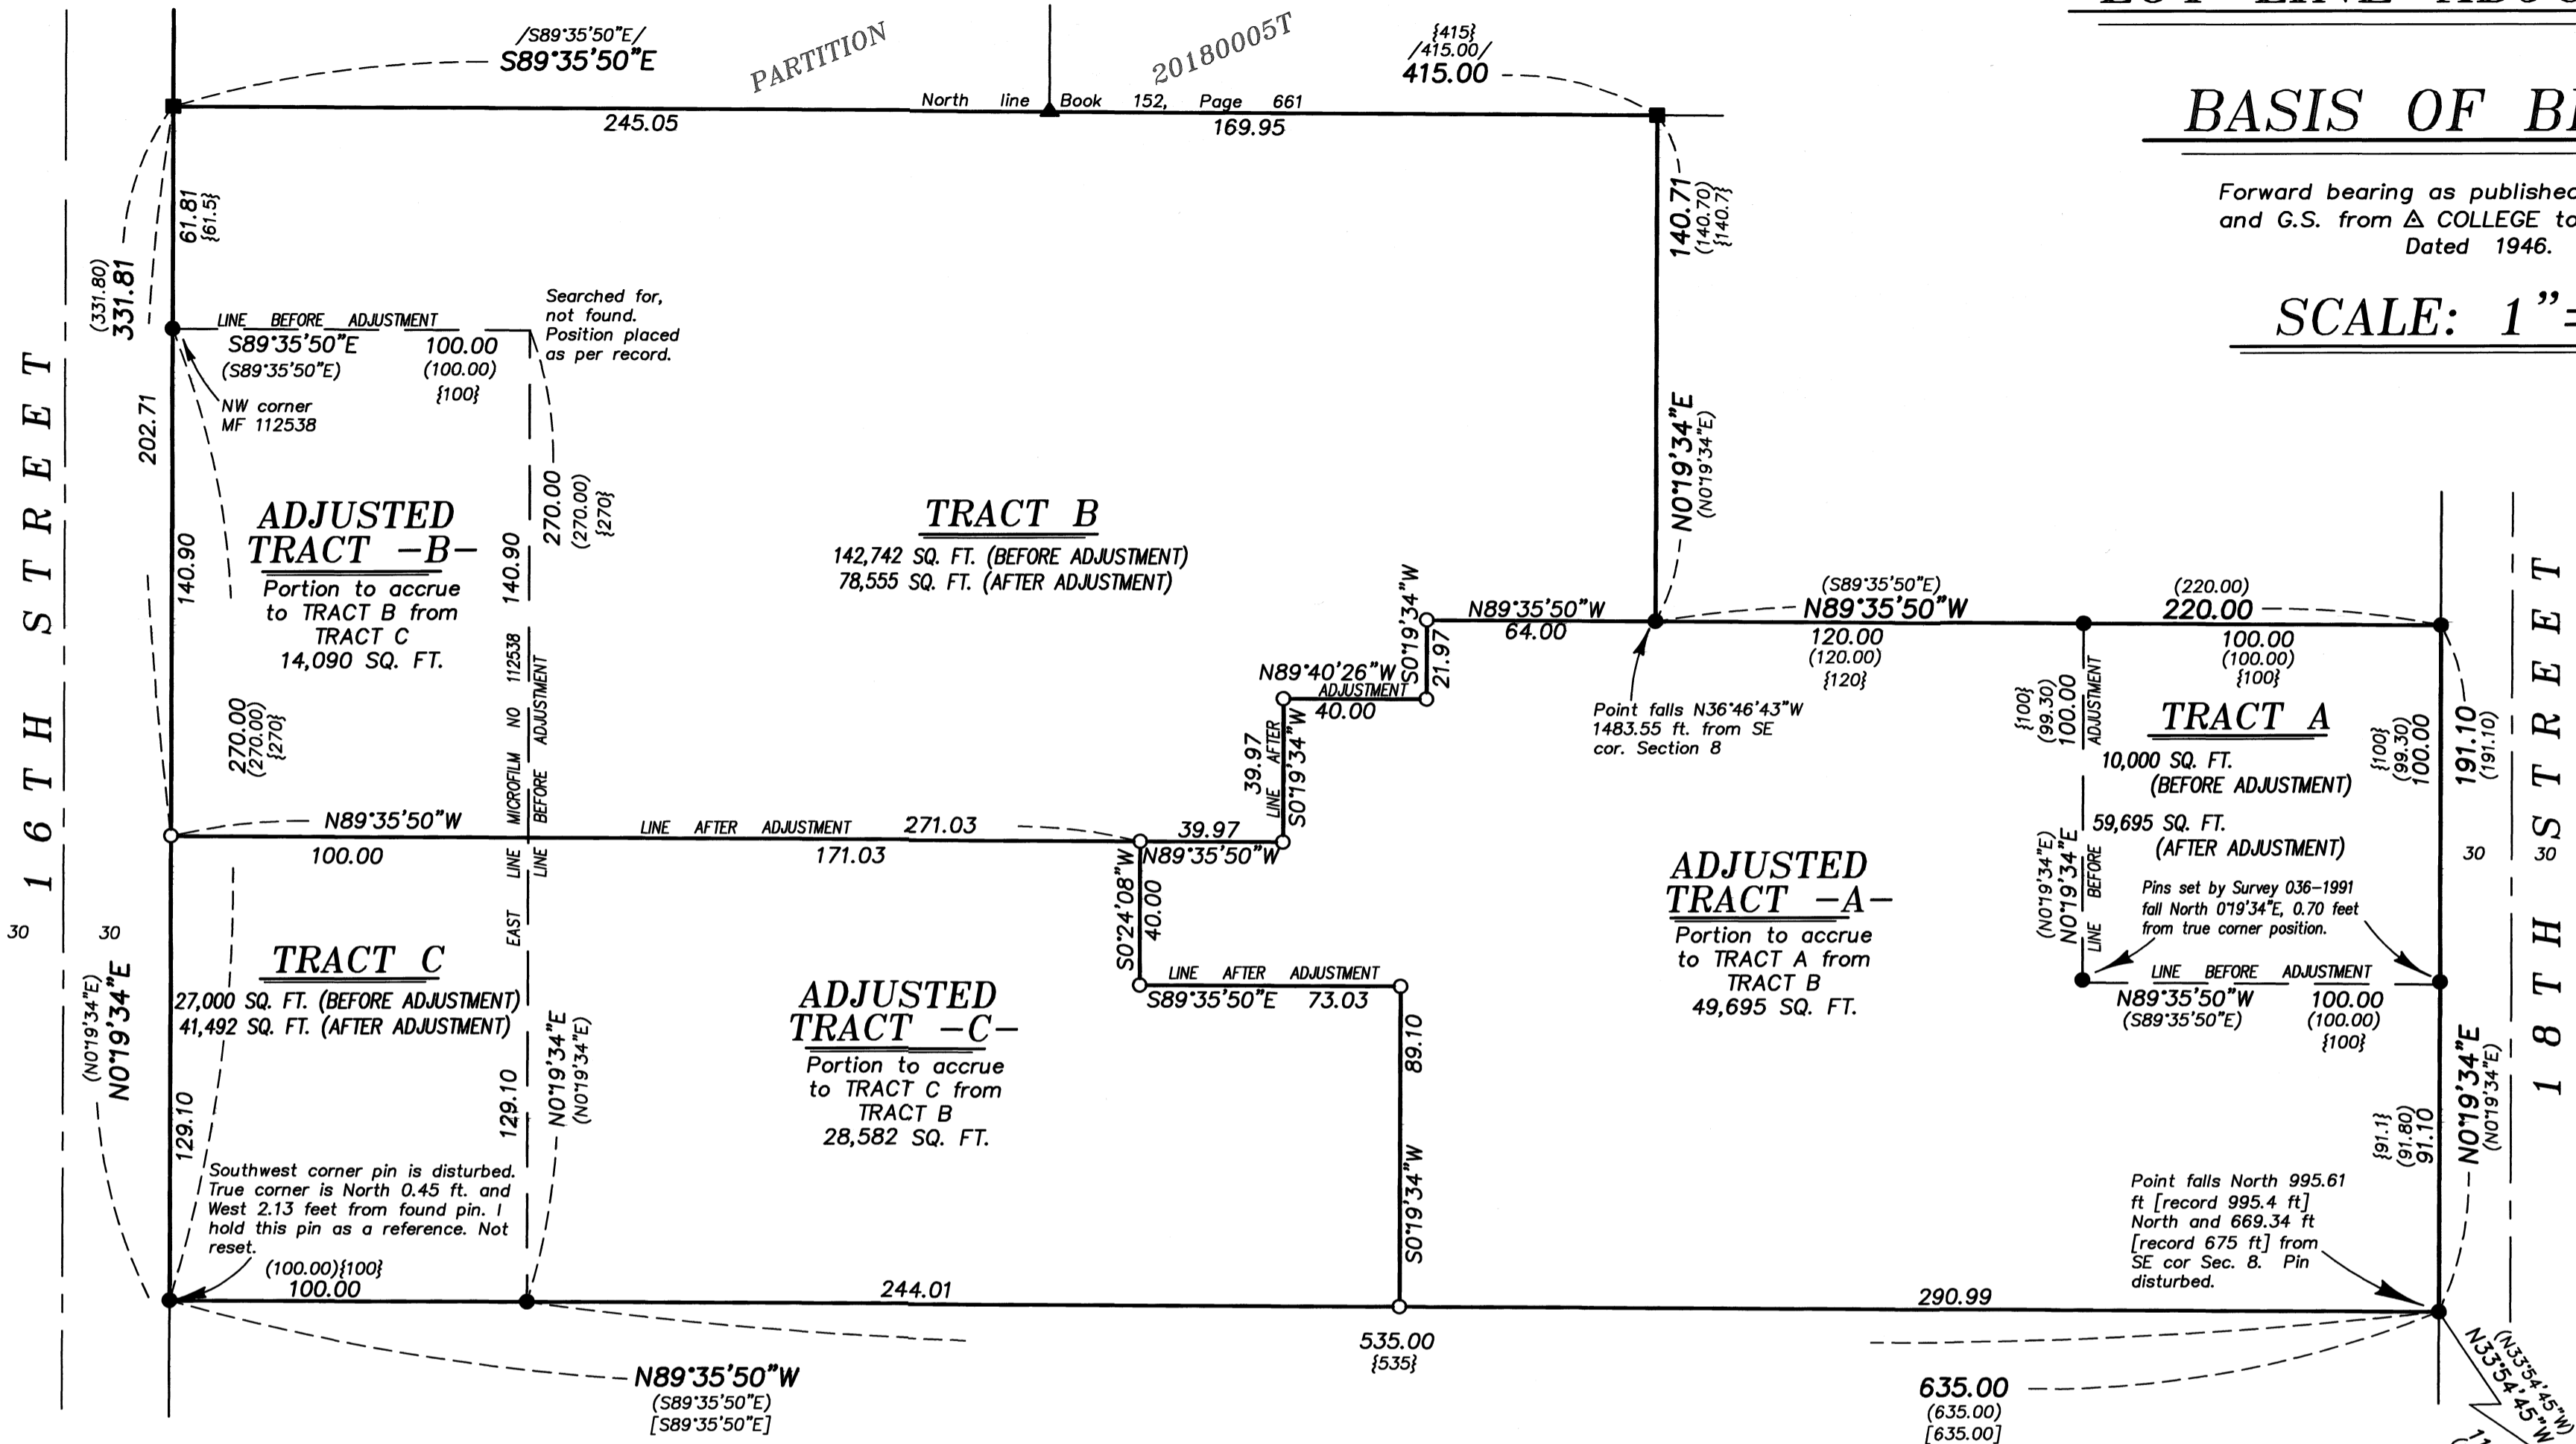 /S89°35'50"E/
S89°35'50"E
PARTITION
20180005T
{415}
/415.00/
415.00
North line Book 152, Page 661
245.05
169.95
BASIS OF
Forward bearing as published
and G.S. from COLLEGE to
Dated 1946.
SCALE: 1"=
61.81
{61.5}
(331.80)
331.81
140.71
(140.70)
{140.7}
LINE BEFORE ADJUSTMENT
S89°35'50"E 100.00
(S89°35'50"E) (100.00)
{100}
Searched for,
not found.
Position placed
as per record.
NW corner
MF 112538
202.71
16TH STREET
N0°19'34"E
(N0°19'34"E)
270.00
(270.00)
{270}
ADJUSTED
TRACT -B-
Portion to accrue
to TRACT B from
TRACT C
14,090 SQ. FT.
140.90
140.90
TRACT B
142,742 SQ. FT. (BEFORE ADJUSTMENT)
78,555 SQ. FT. (AFTER ADJUSTMENT)
270.00
(270.00)
{270}
EAST LINE MICROFILM NO 112538
LINE BEFORE ADJUSTMENT
S0°19'34"W
21.97
N89°35'50"W
64.00
(S89°35'50"E)
N89°35'50"W
120.00
(120.00)
{120}
(220.00)
220.00
100.00
(100.00)
{100}
N89°40'26"W
ADJUSTMENT
40.00
39.97
LINE AFTER
S0°19'34"W
Point falls N36°46'43"W
1483.55 ft. from SE
cor. Section 8
{100}
(99.30)
100.00
ADJUSTMENT
TRACT A
10,000 SQ. FT.
(BEFORE ADJUSTMENT)
59,695 SQ. FT.
(AFTER ADJUSTMENT)
{100}
(99.30)
100.00
191.10
(191.10)
18TH STREET
N89°35'50"W
LINE AFTER ADJUSTMENT 271.03
100.00
171.03
39.97
N89°35'50"W
S0°24'08"W
40.00
(N0°19'34"E)
N0°19'34"E
LINE BEFORE
Pins set by Survey 036-1991
fall North 0°19'34"E, 0.70 feet
from true corner position.
30
30
30
30
ADJUSTED
TRACT -A-
Portion to accrue
to TRACT A from
TRACT B
49,695 SQ. FT.
(N0°19'34"E)
N0°19'34"E
TRACT C
27,000 SQ. FT. (BEFORE ADJUSTMENT)
41,492 SQ. FT. (AFTER ADJUSTMENT)
LINE AFTER ADJUSTMENT
S89°35'50"E 73.03
LINE BEFORE ADJUSTMENT
N89°35'50"W 100.00
(S89°35'50"E) (100.00)
{100}
ADJUSTED
TRACT -C-
Portion to accrue
to TRACT C from
TRACT B
28,582 SQ. FT.
129.10
129.10
N0°19'34"E
(N0°19'34"E)
89.10
S0°19'34"W
{91.1}
(91.80)
91.10
N0°19'34"E
(N0°19'34"E)
Southwest corner pin is disturbed.
True corner is North 0.45 ft. and
West 2.13 feet from found pin. I
hold this pin as a reference. Not
reset.
Point falls North 995.61
ft [record 995.4 ft]
North and 669.34 ft
[record 675 ft] from
SE cor Sec. 8. Pin
disturbed.
(100.00){100}
100.00
244.01
290.99
535.00
{535}
N89°35'50"W
(S89°35'50"E)
[S89°35'50"E]
635.00
(635.00)
[635.00]
(N33°54'45"W)
N33°54'45"W